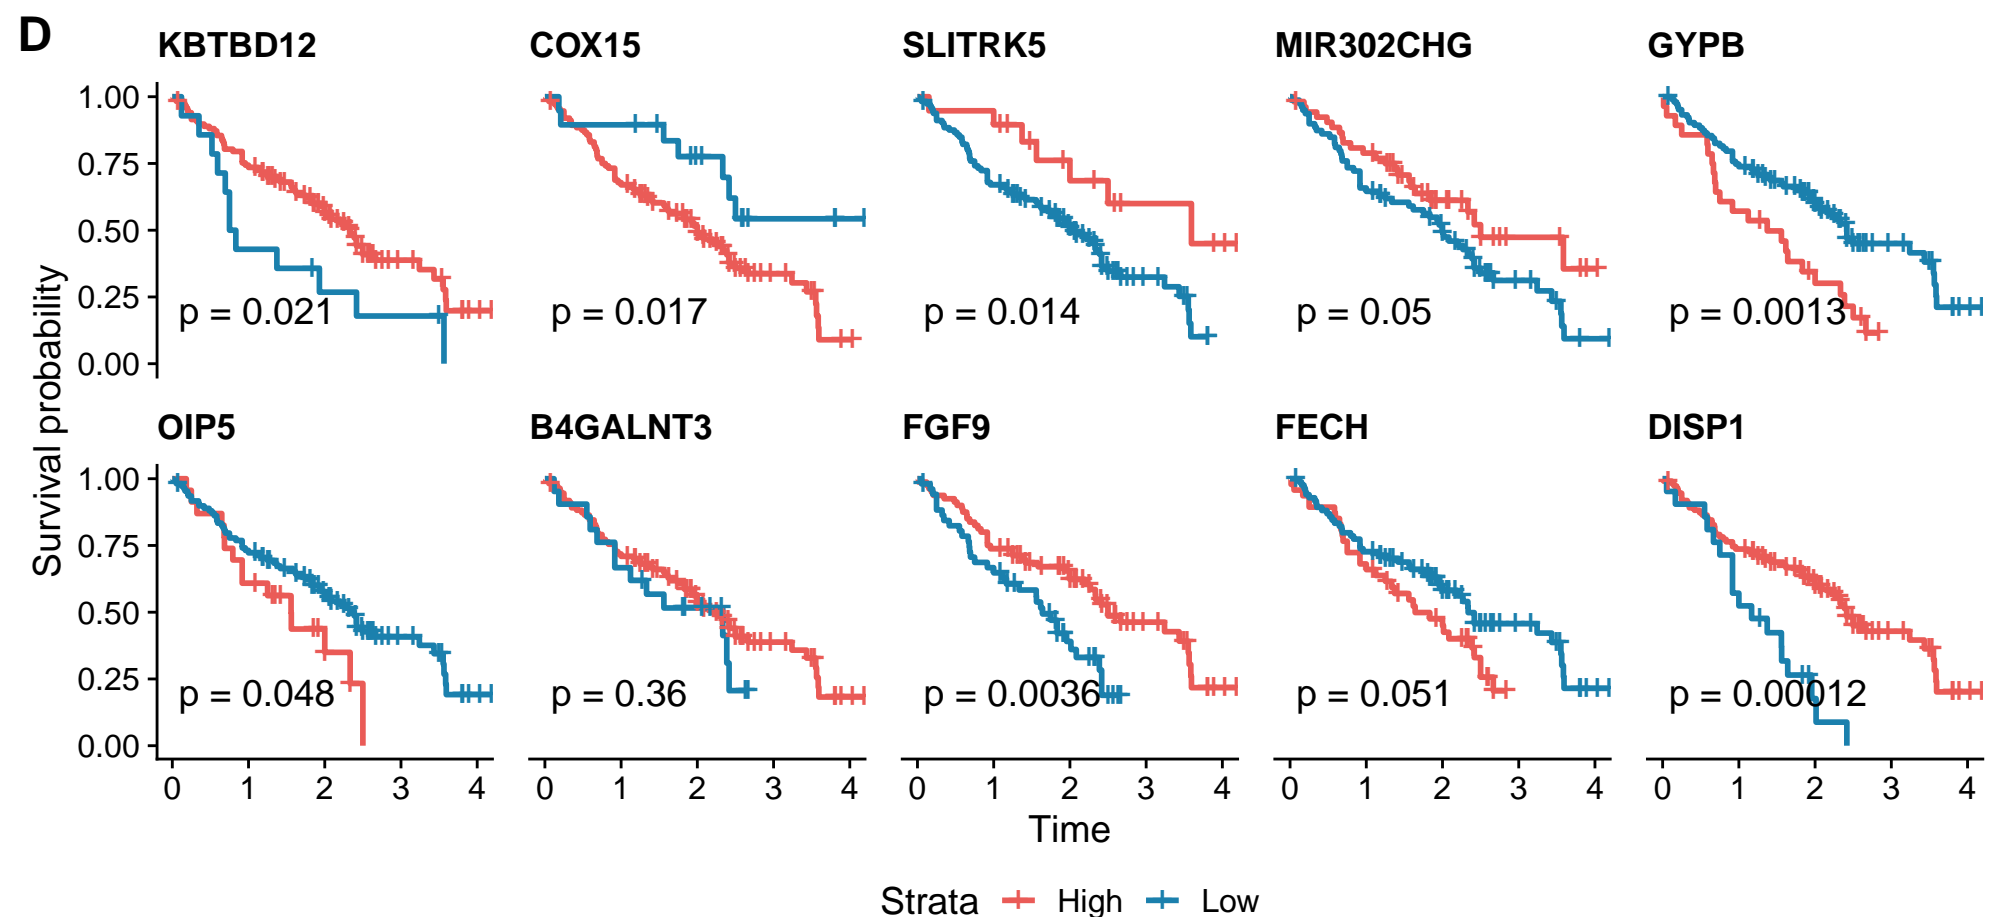 D
KBTBD12 COX15 SLITRK5 MIR302CHG GYPB
1.00
0.75
0.50
0.25
0.00
p = 0.021 p = 0.017 p = 0.014 p = 0.05 p = 0.0013
Survival probability
OIP5 B4GALNT3 FGF9 FECH DISP1
1.00
0.75
0.50
0.25
0.00
p = 0.048 p = 0.36 p = 0.0036 p = 0.051 p = 0.00012
0 1 2 3 4 0 1 2 3 4 0 1 2 3 4 0 1 2 3 4 0 1 2 3 4
Time
Strata High Low